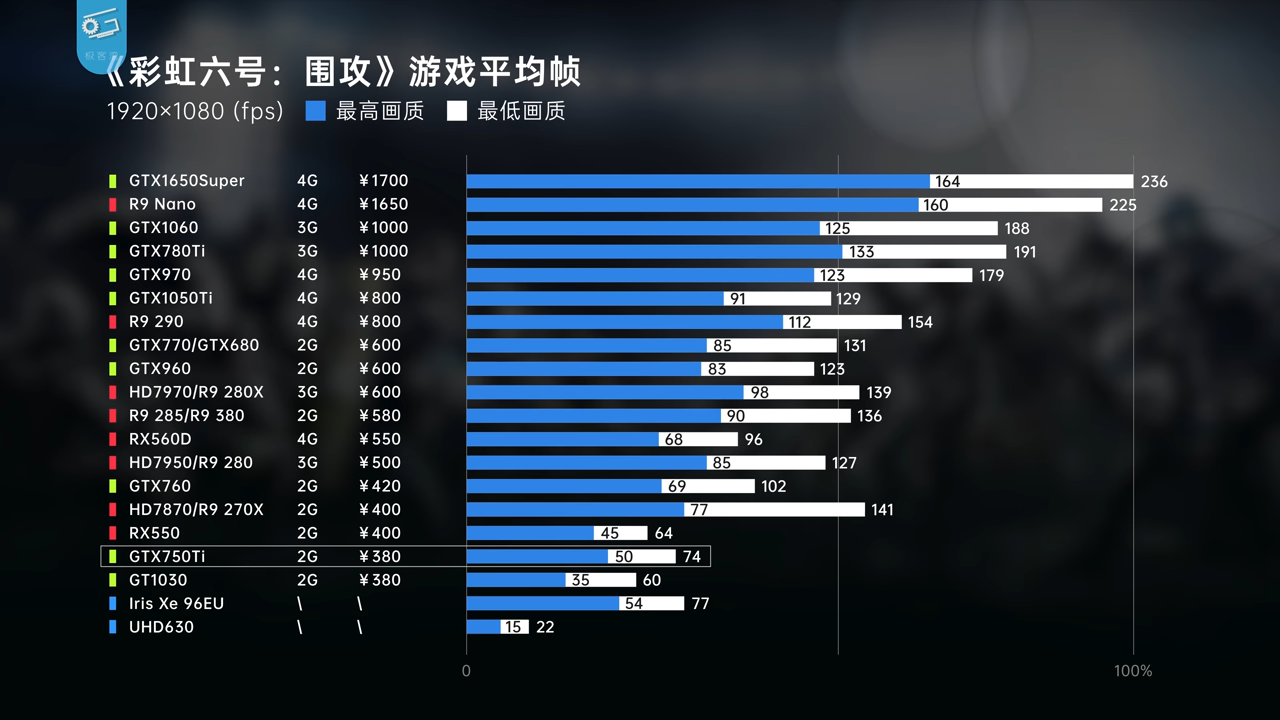 极客湾
《彩虹六号：围攻》游戏平均帧
1920×1080 (fps) 最高画质 最低画质
GTX1650Super 4G ¥1700 164 236
R9 Nano 4G ¥1650 160 225
GTX1060 3G ¥1000 125 188
GTX780Ti 3G ¥1000 133 191
GTX970 4G ¥950 123 179
GTX1050Ti 4G ¥800 91 129
R9 290 4G ¥800 112 154
GTX770/GTX680 2G ¥600 85 131
GTX960 2G ¥600 83 123
HD7970/R9 280X 3G ¥600 98 139
R9 285/R9 380 2G ¥580 90 136
RX560D 4G ¥550 68 96
HD7950/R9 280 3G ¥500 85 127
GTX760 2G ¥420 69 102
HD7870/R9 270X 2G ¥400 77 141
RX550 2G ¥400 45 64
GTX750Ti 2G ¥380 50 74
GT1030 2G ¥380 35 60
Iris Xe 96EU \ \ 54 77
UHD630 \ \ 15 22
0 100%